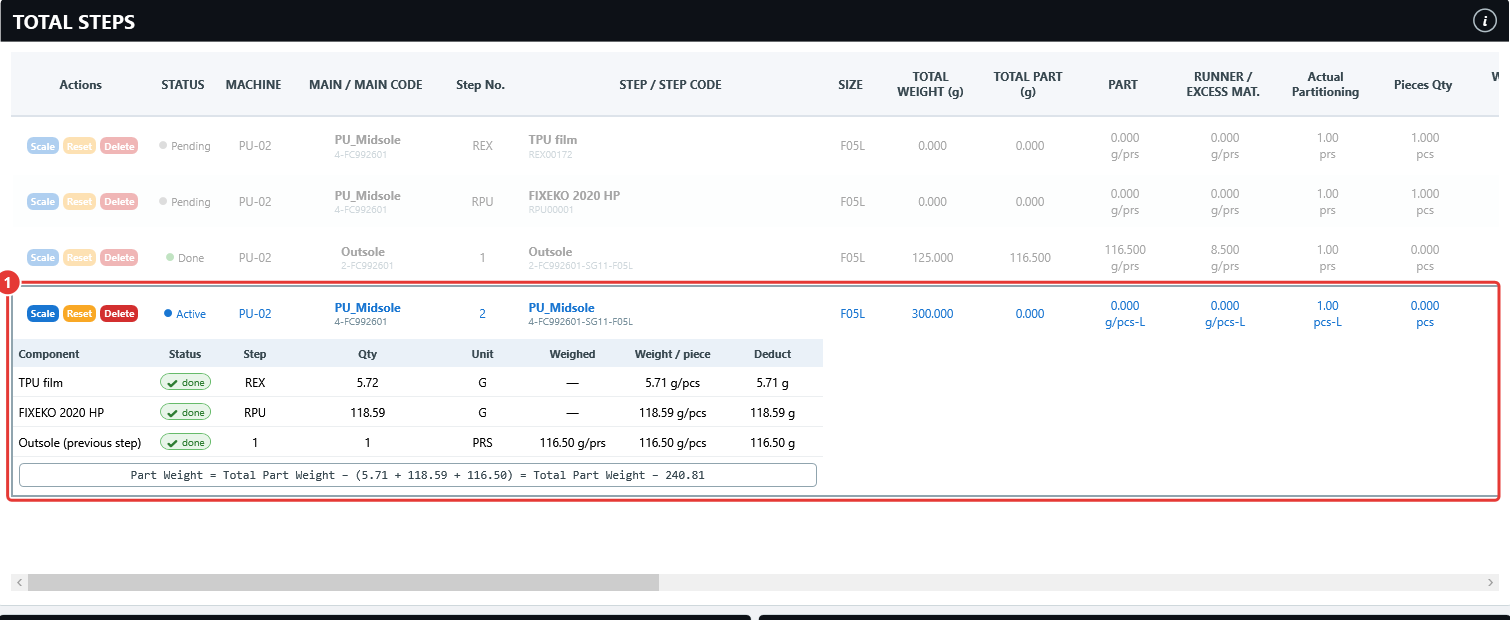 TOTAL STEPS
i
Actions STATUS MACHINE MAIN / MAIN CODE Step No. STEP / STEP CODE SIZE TOTAL WEIGHT (g) TOTAL PART (g) PART RUNNER / EXCESS MAT. Actual Partitioning Pieces Qty W
Scale Reset Delete Pending PU-02 PU_Midsole REX TPU film F05L 0.000 0.000 0.000 0.000 1.00 1.000
4-FC992601 REX00172 g/prs g/prs prs pcs
Scale Reset Delete Pending PU-02 PU_Midsole RPU FIXEKO 2020 HP F05L 0.000 0.000 0.000 0.000 1.00 1.000
4-FC992601 RPU00001 g/prs g/prs prs pcs
Scale Reset Delete Done PU-02 Outsole 1 Outsole F05L 125.000 116.500 116.500 8.500 1.00 0.000
2-FC992601 2-FC992601-SG11-F05L g/prs g/prs prs pcs
1
Scale Reset Delete Active PU-02 PU_Midsole 2 PU_Midsole F05L 300.000 0.000 0.000 0.000 1.00 0.000
4-FC992601 4-FC992601-SG11-F05L g/pcs-L g/pcs-L pcs-L pcs
Component Status Step Qty Unit Weighed Weight / piece Deduct
TPU film ✔ done REX 5.72 G — 5.71 g/pcs 5.71 g
FIXEKO 2020 HP ✔ done RPU 118.59 G — 118.59 g/pcs 118.59 g
Outsole (previous step) ✔ done 1 1 PRS 116.50 g/prs 116.50 g/pcs 116.50 g
Part Weight = Total Part Weight − (5.71 + 118.59 + 116.50) = Total Part Weight − 240.81